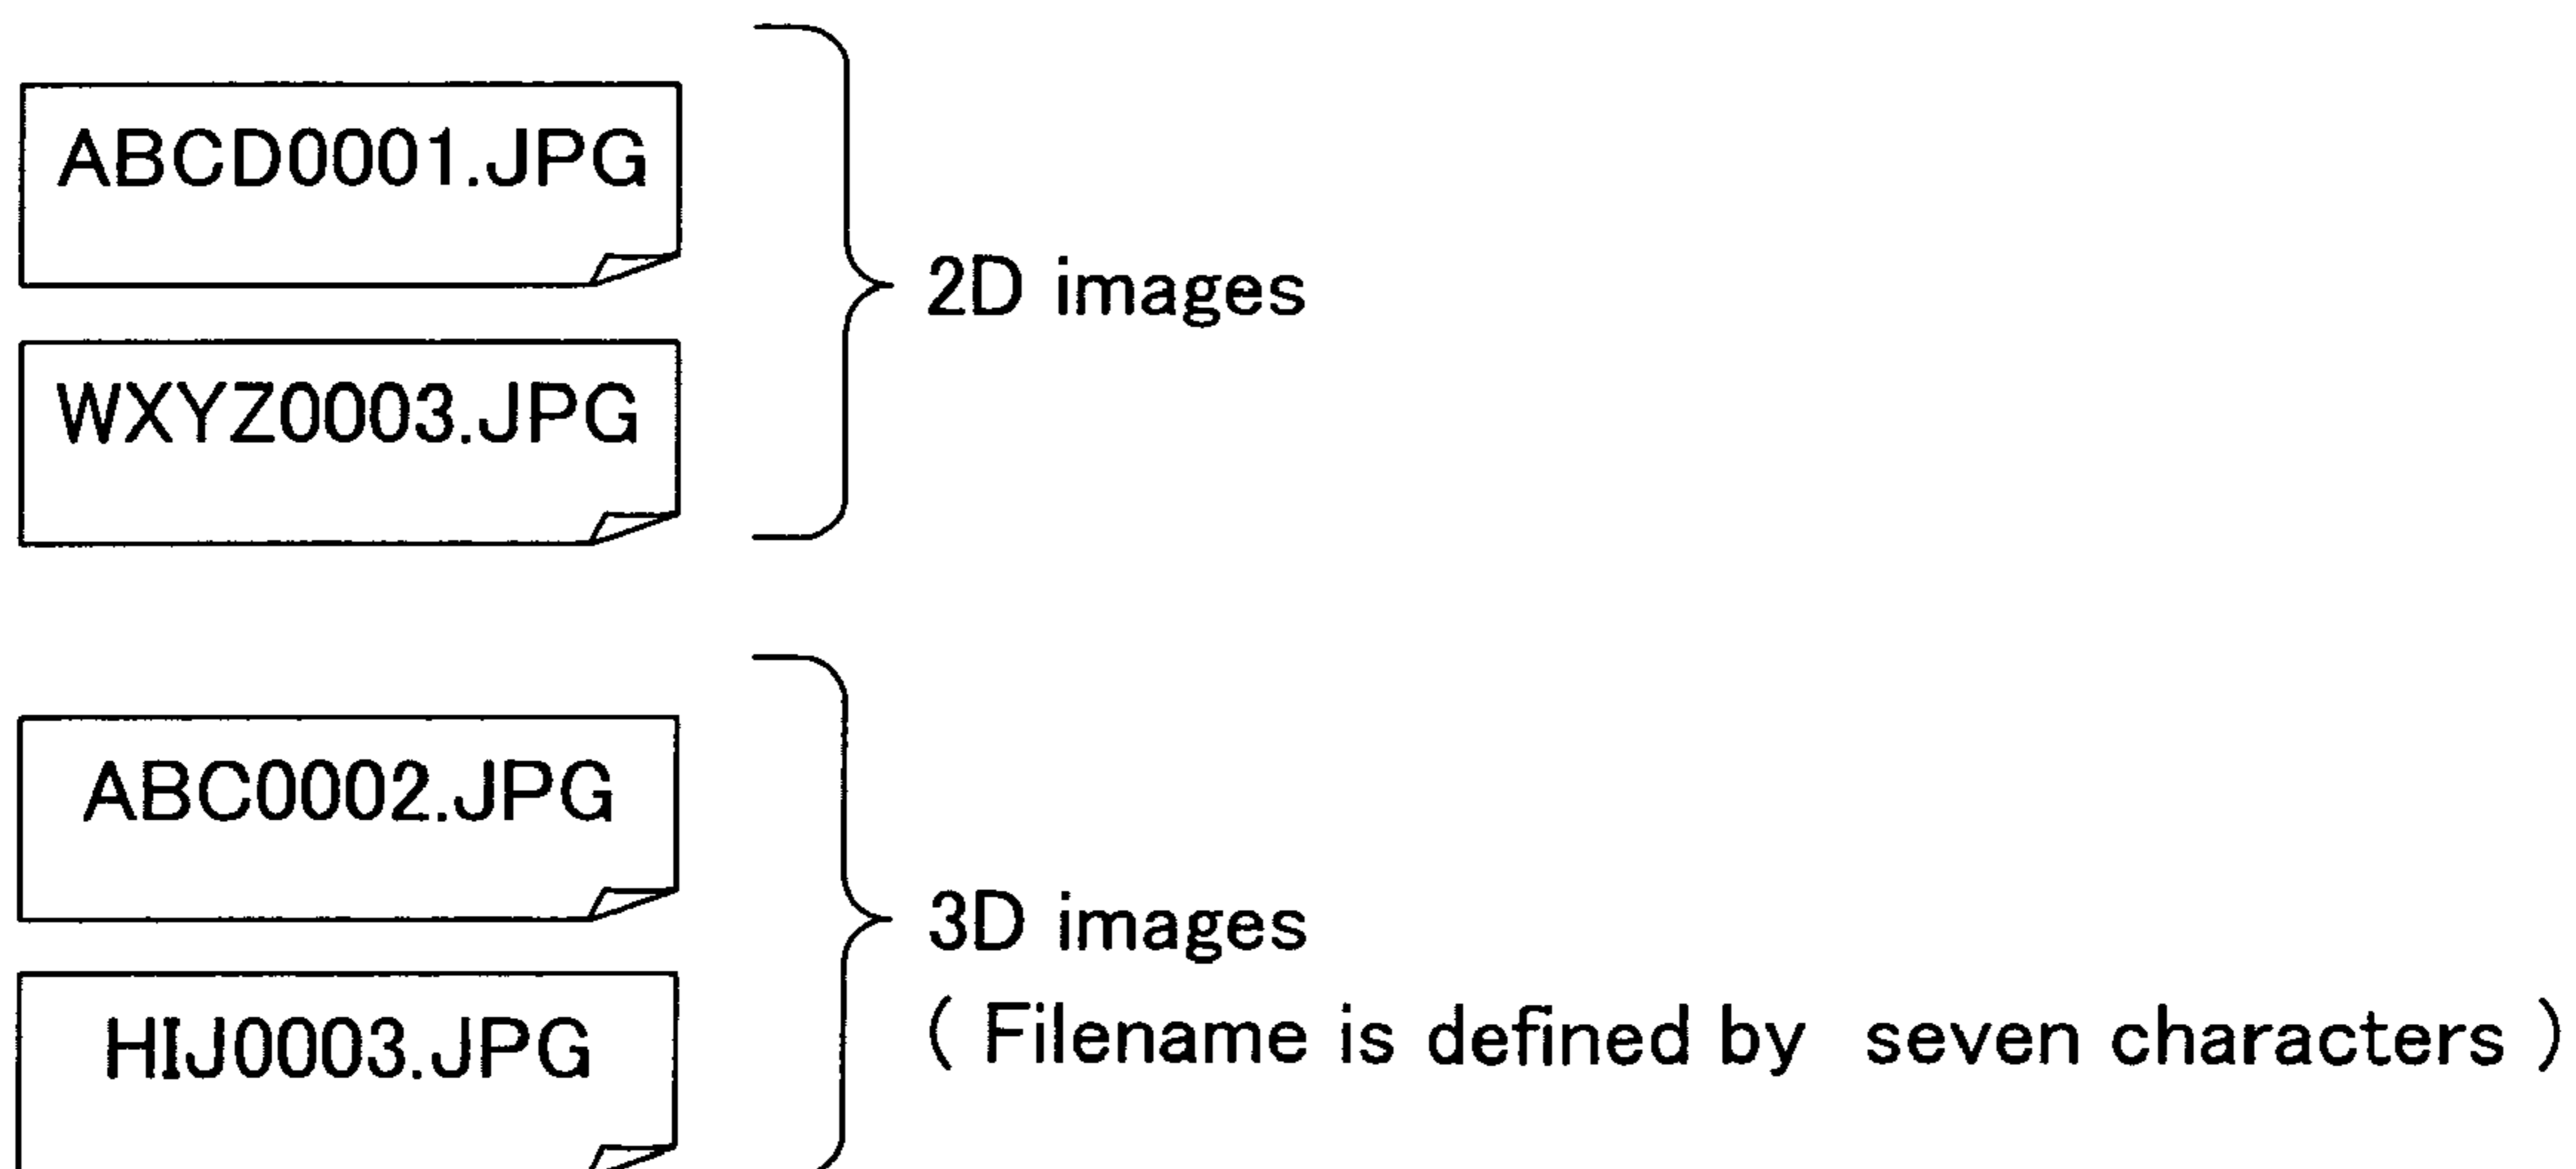 ABCD0001.JPG
WXYZ0003.JPG
2D images
ABC0002.JPG
HIJ0003.JPG
3D images
( Filename is defined by seven characters )